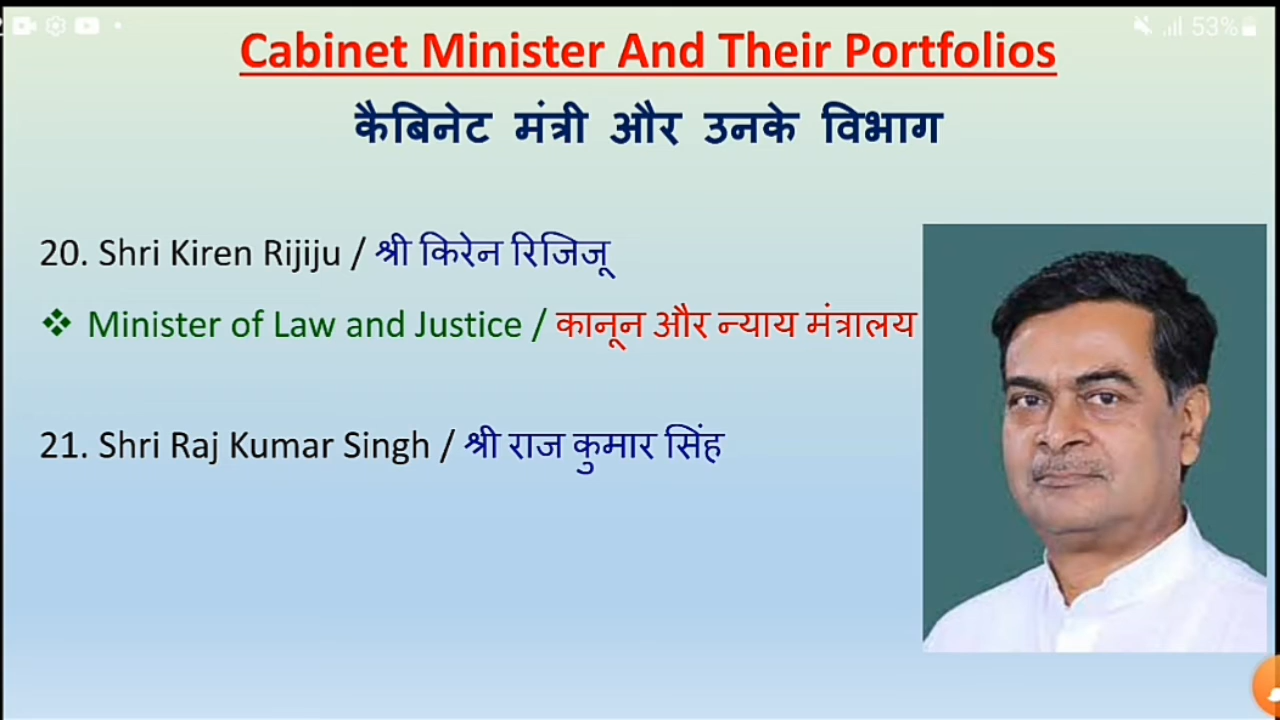 53%
Cabinet Minister And Their Portfolios
कैबिनेट मंत्री और उनके विभाग
20. Shri Kiren Rijiju / श्री किरेन रिजिजू
❖ Minister of Law and Justice / कानून और न्याय मंत्रालय
21. Shri Raj Kumar Singh / श्री राज कुमार सिंह